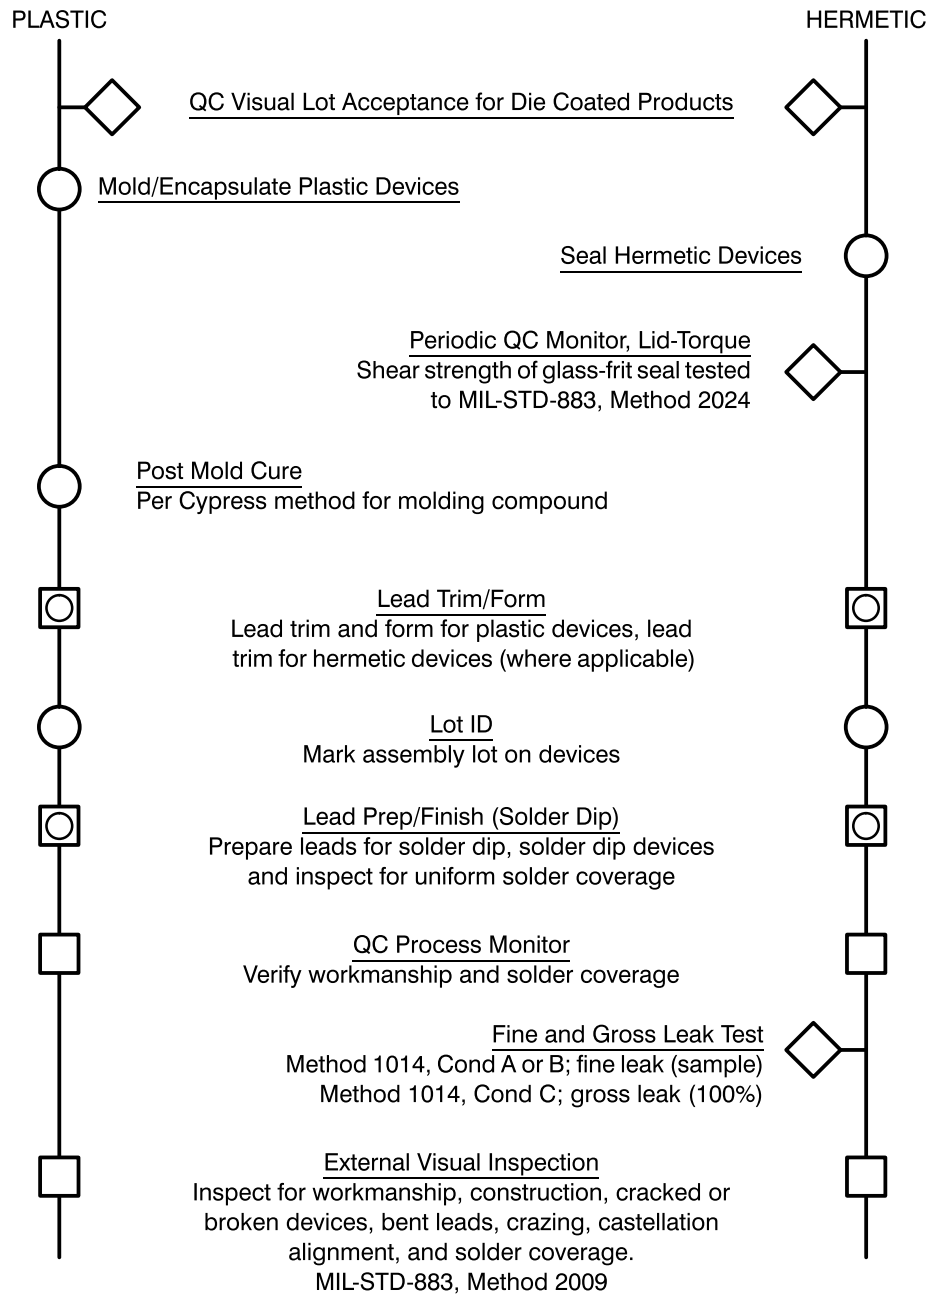 PLASTIC
HERMETIC
QC Visual Lot Acceptance for Die Coated Products
Mold/Encapsulate Plastic Devices
Seal Hermetic Devices
Periodic QC Monitor, Lid-Torque
Shear strength of glass-frit seal tested
to MIL-STD-883, Method 2024
Post Mold Cure
Per Cypress method for molding compound
Lead Trim/Form
Lead trim and form for plastic devices, lead
trim for hermetic devices (where applicable)
Lot ID
Mark assembly lot on devices
Lead Prep/Finish (Solder Dip)
Prepare leads for solder dip, solder dip devices
and inspect for uniform solder coverage
QC Process Monitor
Verify workmanship and solder coverage
Fine and Gross Leak Test
Method 1014, Cond A or B; fine leak (sample)
Method 1014, Cond C; gross leak (100%)
External Visual Inspection
Inspect for workmanship, construction, cracked or
broken devices, bent leads, crazing, castellation
alignment, and solder coverage.
MIL-STD-883, Method 2009